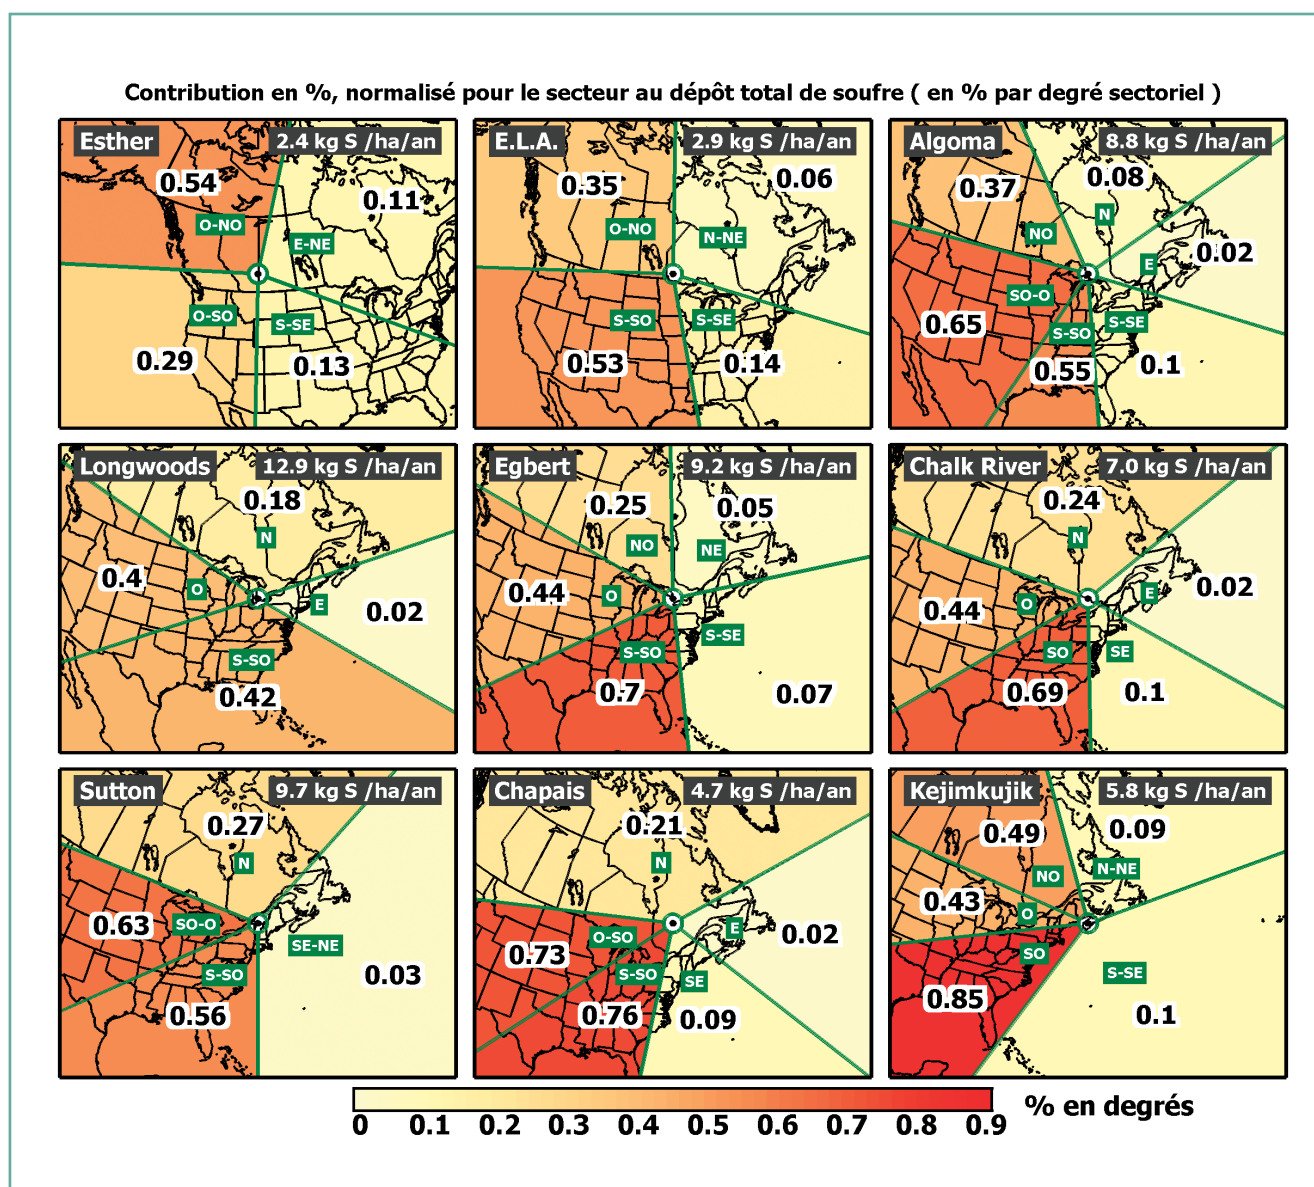 Contribution en %, normalisé pour le secteur au dépôt total de soufre ( en % par degré sectoriel )
Esther 2.4 kg S /ha/an
0.54
0.11
O-NO
E-NE
O-SO
S-SE
0.29
0.13
E.L.A. 2.9 kg S /ha/an
0.35
0.06
O-NO
N-NE
S-SO
S-SE
0.53
0.14
Algoma 8.8 kg S /ha/an
0.37
0.08
N
NO
0.02
E
SO-O
0.65
S-SO
S-SE
0.55
0.1
Longwoods 12.9 kg S /ha/an
0.18
N
0.4
O
E
0.02
S-SO
0.42
Egbert 9.2 kg S /ha/an
0.25
0.05
NO
NE
0.44
O
S-SE
S-SO
0.7
0.07
Chalk River 7.0 kg S /ha/an
0.24
N
0.02
E
0.44
O
SO
SE
0.69
0.1
Sutton 9.7 kg S /ha/an
0.27
N
0.63
SO-O
SE-NE
S-SO
0.03
0.56
Chapais 4.7 kg S /ha/an
0.21
N
O-SO
E
0.02
0.73
S-SO
SE
0.76
0.09
Kejimkujik 5.8 kg S /ha/an
0.49
0.09
NO
N-NE
0.43
O
SO
S-SE
0.85
0.1
0 0.1 0.2 0.3 0.4 0.5 0.6 0.7 0.8 0.9
% en degrés